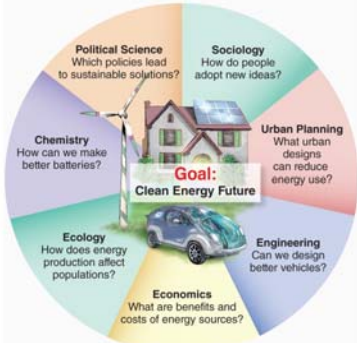 Political Science
Which policies lead
to sustainable solutions?
Sociology
How do people
adopt new ideas?
Urban Planning
What urban
designs
can reduce
energy use?
Engineering
Can we design
better vehicles?
Economics
What are benefits and
costs of energy sources?
Ecology
How does energy
production affect
populations?
Chemistry
How can we make
better batteries?
Goal:
Clean Energy Future